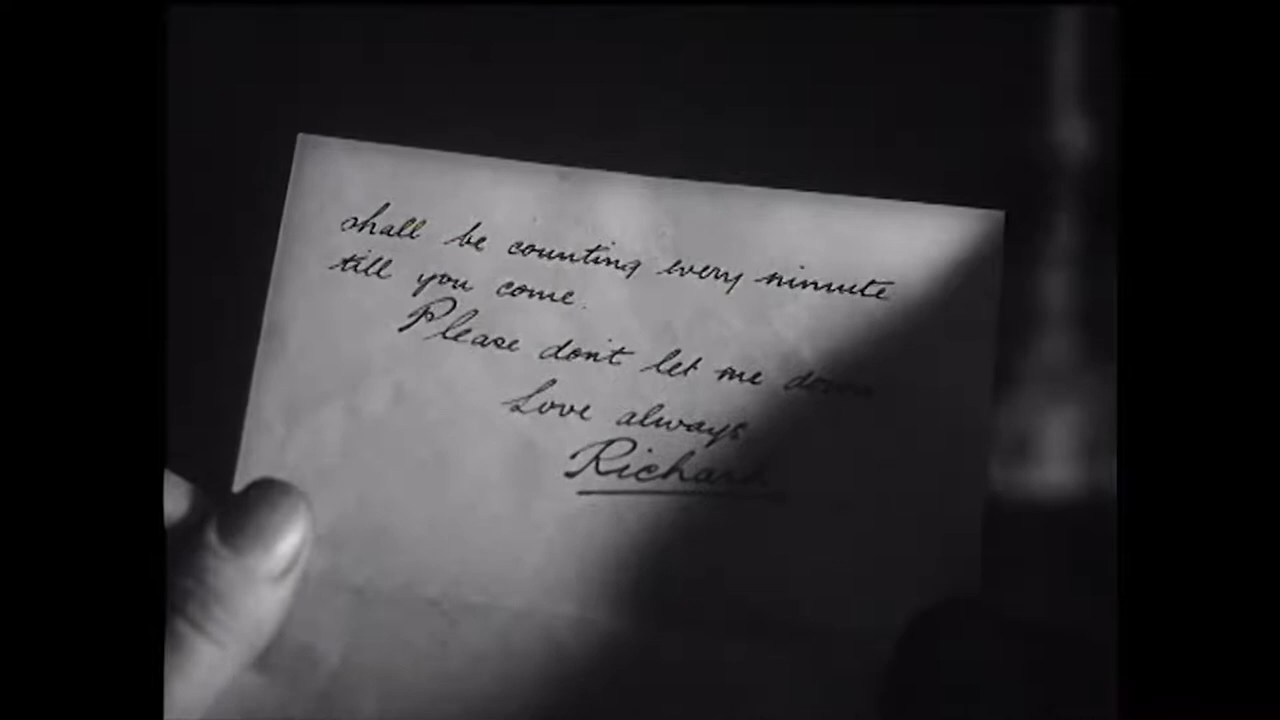 shall be counting every minute
till you come.
Please don't let me down
Love always
Richard